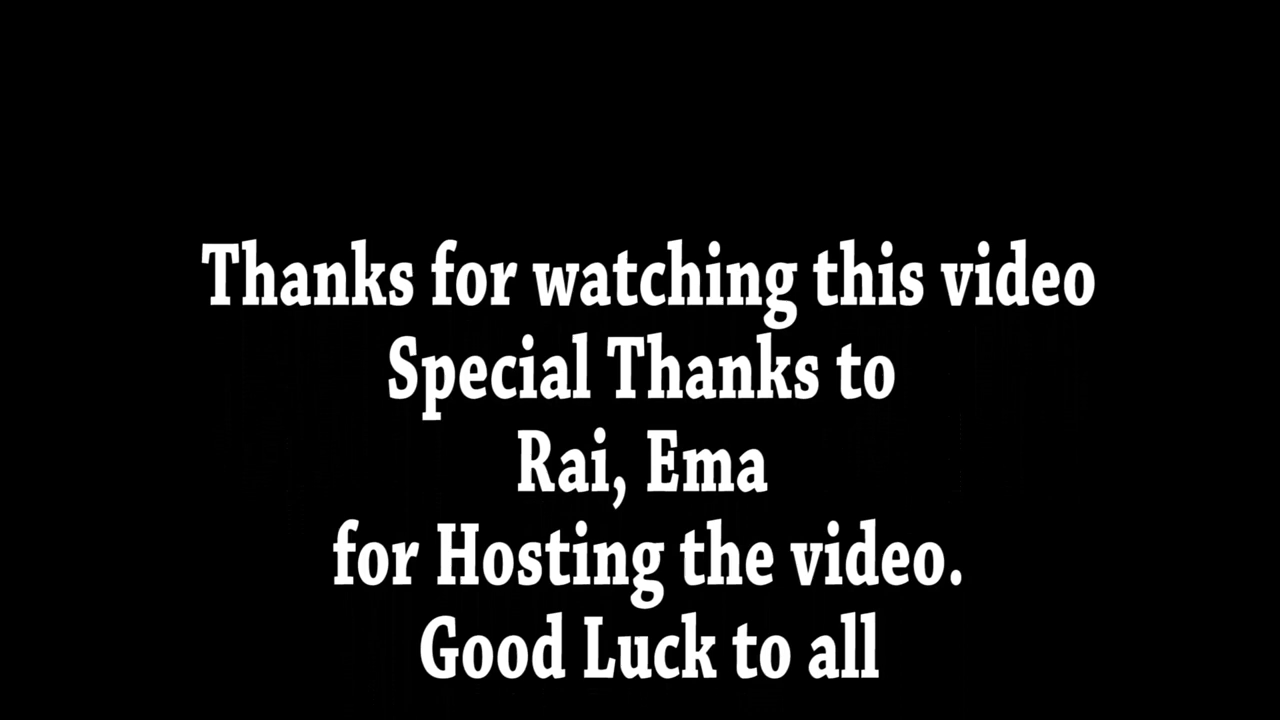 Thanks for watching this video
Special Thanks to
Rai, Ema
for Hosting the video.
Good Luck to all